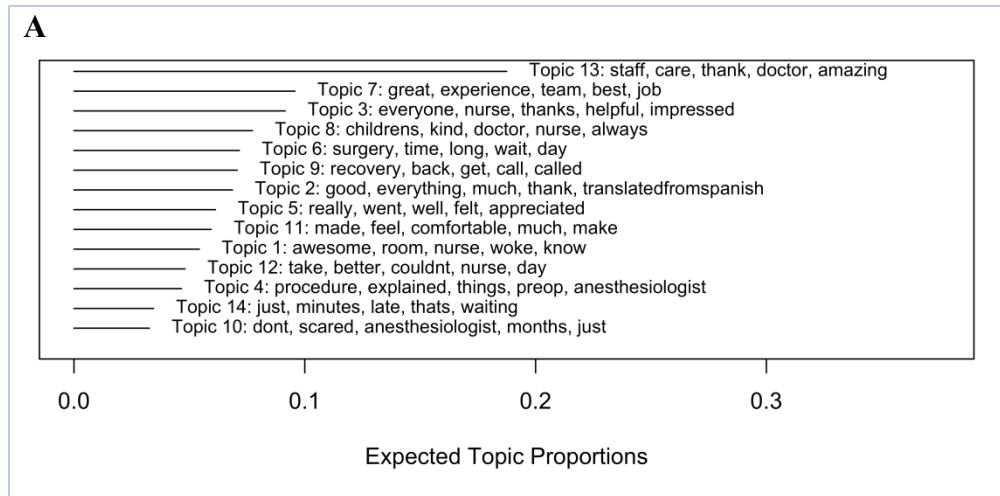 A
Topic 13: staff, care, thank, doctor, amazing
Topic 7: great, experience, team, best, job
Topic 3: everyone, nurse, thanks, helpful, impressed
Topic 8: childrens, kind, doctor, nurse, always
Topic 6: surgery, time, long, wait, day
Topic 9: recovery, back, get, call, called
Topic 2: good, everything, much, thank, translatedfromspanish
Topic 5: really, went, well, felt, appreciated
Topic 11: made, feel, comfortable, much, make
Topic 1: awesome, room, nurse, woke, know
Topic 12: take, better, couldnt, nurse, day
Topic 4: procedure, explained, things, preop, anesthesiologist
Topic 14: just, minutes, late, thats, waiting
Topic 10: dont, scared, anesthesiologist, months, just
0.0 0.1 0.2 0.3
Expected Topic Proportions